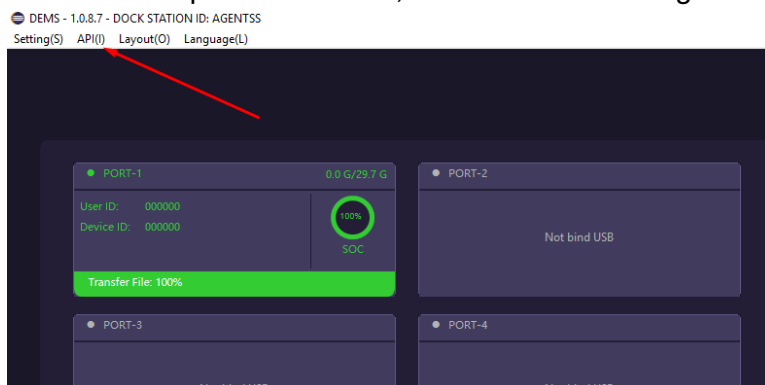 DEMS - 1.0.8.7 - DOCK STATION ID: AGENTSS
Setting(S) API(I) Layout(O) Language(L)
PORT-1 0.0 G/29.7 G
User ID: 000000
Device ID: 000000
100%
SOC
Transfer File: 100%
PORT-2
Not bind USB
PORT-3
PORT-4